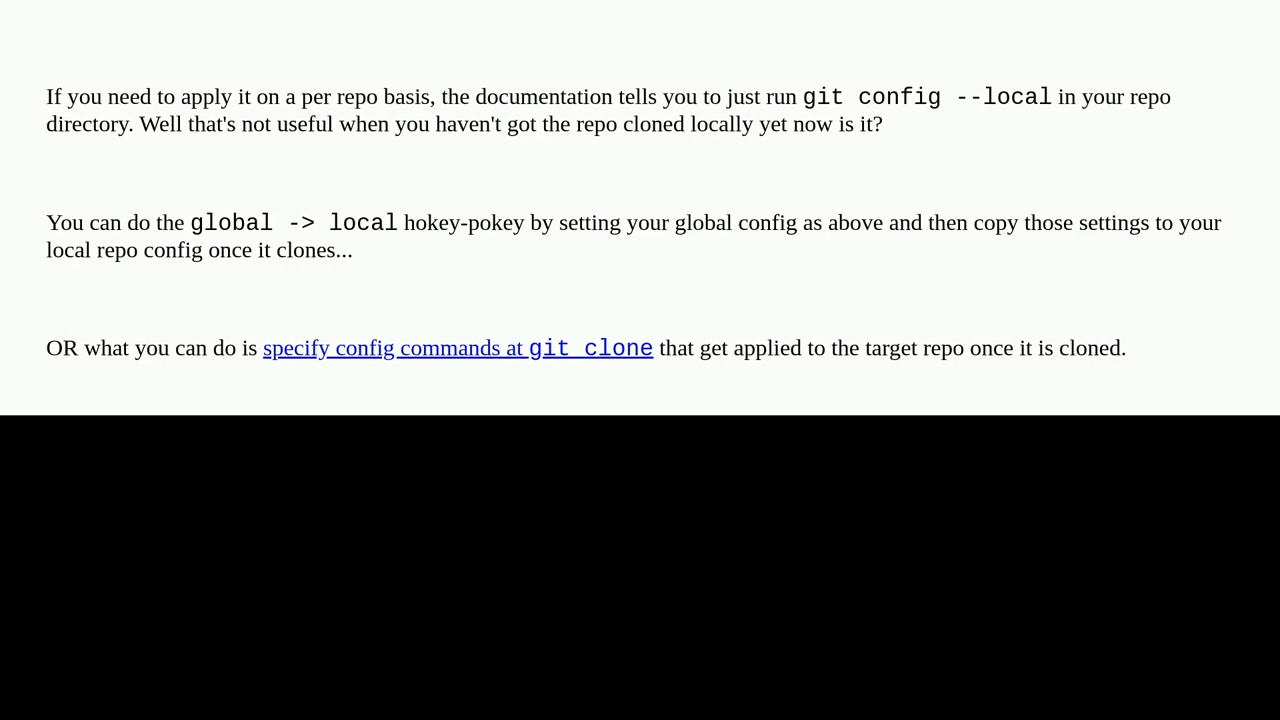 If you need to apply it on a per repo basis, the documentation tells you to just run git config --local in your repo
directory. Well that's not useful when you haven't got the repo cloned locally yet now is it?
You can do the global -> local hokey-pokey by setting your global config as above and then copy those settings to your
local repo config once it clones...
OR what you can do is specify config commands at git clone that get applied to the target repo once it is cloned.